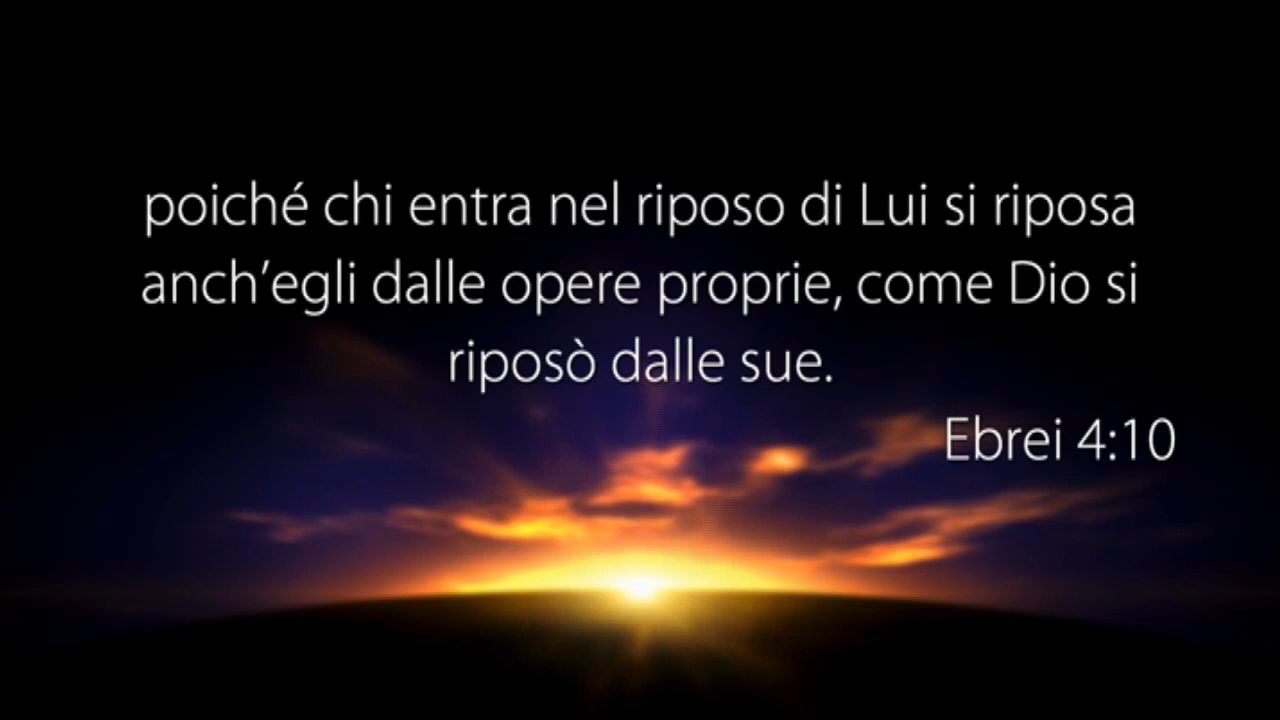 poiché chi entra nel riposo di Lui si riposa
anch’egli dalle opere proprie, come Dio si
riposò dalle sue.
Ebrei 4:10